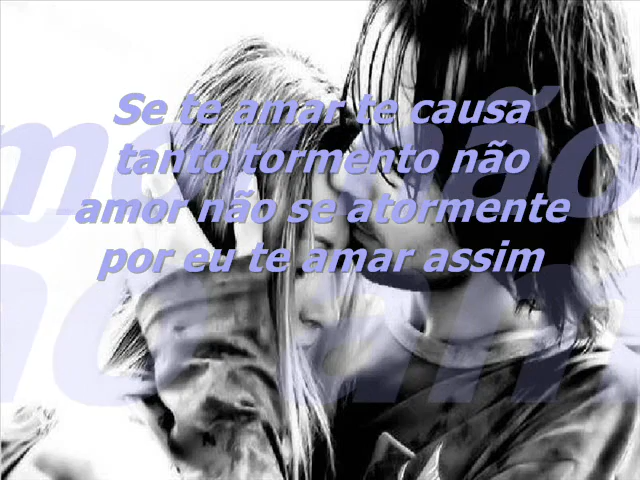 Se te amar te causa
tanto tormento não
amor não se atormente
por eu te amar assim